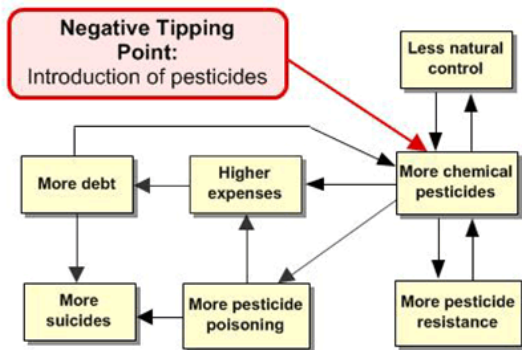 Negative Tipping
Point:
Introduction of pesticides
Less natural
control
More debt
Higher
expenses
More chemical
pesticides
More
suicides
More pesticide
poisoning
More pesticide
resistance